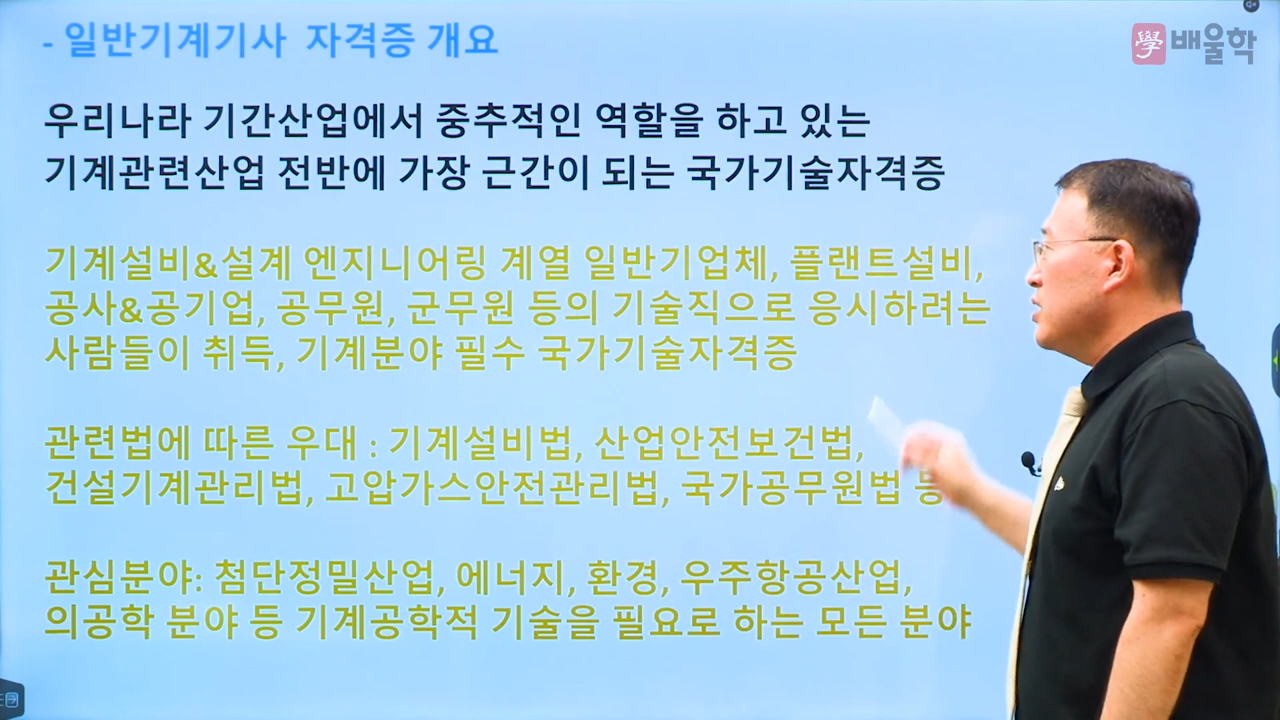 - 일반기계기사 자격증 개요
學 배울학
우리나라 기간산업에서 중추적인 역할을 하고 있는
기계관련산업 전반에 가장 근간이 되는 국가기술자격증
기계설비&설계 엔지니어링 계열 일반기업체, 플랜트설비,
공사&공기업, 공무원, 군무원 등의 기술직으로 응시하려는
사람들이 취득, 기계분야 필수 국가기술자격증
관련법에 따른 우대 : 기계설비법, 산업안전보건법,
건설기계관리법, 고압가스안전관리법, 국가공무원법 등
관심분야: 첨단정밀산업, 에너지, 환경, 우주항공산업,
의공학 분야 등 기계공학적 기술을 필요로 하는 모든 분야